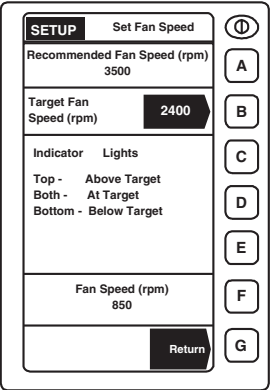 SETUP Set Fan Speed
Recommended Fan Speed (rpm)
3500
A
Target Fan
Speed (rpm)
2400
B
Indicator Lights
C
Top - Above Target
Both - At Target
Bottom - Below Target
D
E
Fan Speed (rpm)
850
F
Return
G